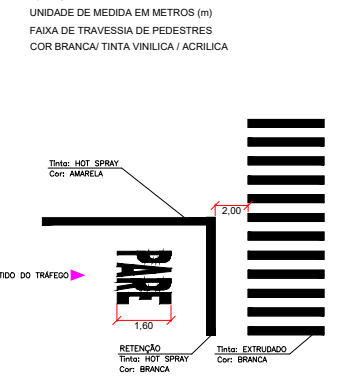 UNIDADE DE MEDIDA EM METROS (m)
FAIXA DE TRAVESSIA DE PEDESTRES
COR BRANCA/ TINTA VINILICA / ACRILICA
Tinta: HOT SPRAY
Cor: AMARELA
2,00
TIDO DO TRÁFEGO
PARE
1,60
RETENÇÃO
Tinta: HOT SPRAY
Cor: BRANCA
Tinta: EXTRUDADO
Cor: BRANCA